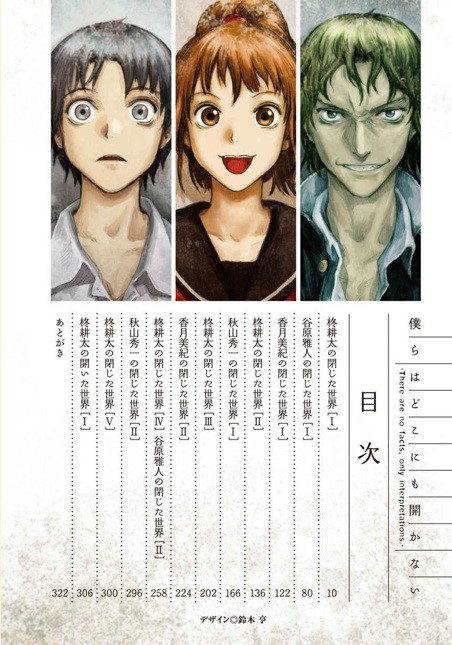 僕らはどこにも開かない
-There are no facts, only interpretations.-
目次
柊耕太の閉じた世界[Ⅰ] 10
谷原雅人の閉じた世界[Ⅰ] 80
香月美紀の閉じた世界[Ⅰ] 122
柊耕太の閉じた世界[Ⅱ] 136
秋山秀一の閉じた世界[Ⅰ] 166
柊耕太の閉じた世界[Ⅲ] 202
香月美紀の閉じた世界[Ⅱ] 224
柊耕太の閉じた世界[Ⅳ] 谷原雅人の閉じた世界[Ⅱ] 258
秋山秀一の閉じた世界[Ⅱ] 296
柊耕太の閉じた世界[Ⅴ] 300
柊耕太の開いた世界[Ⅰ] 306
あとがき 322
デザイン◎鈴木 亨